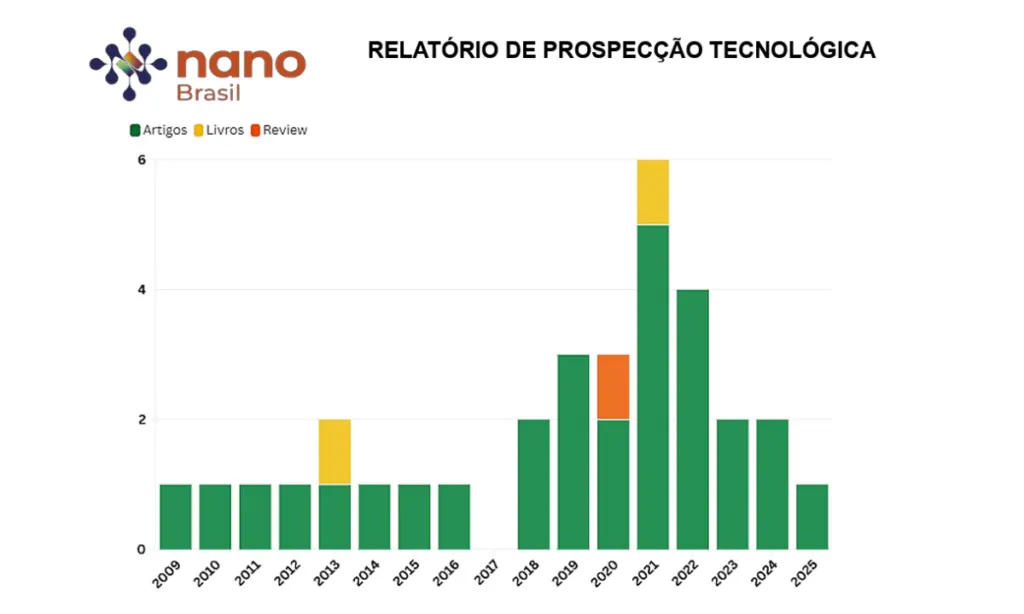 nano
Brasil
RELATÓRIO DE PROSPECÇÃO TECNOLÓGICA
Artigos Livros Review
6
4
2
0
2009 2010 2011 2012 2013 2014 2015 2016 2017 2018 2019 2020 2021 2022 2023 2024 2025